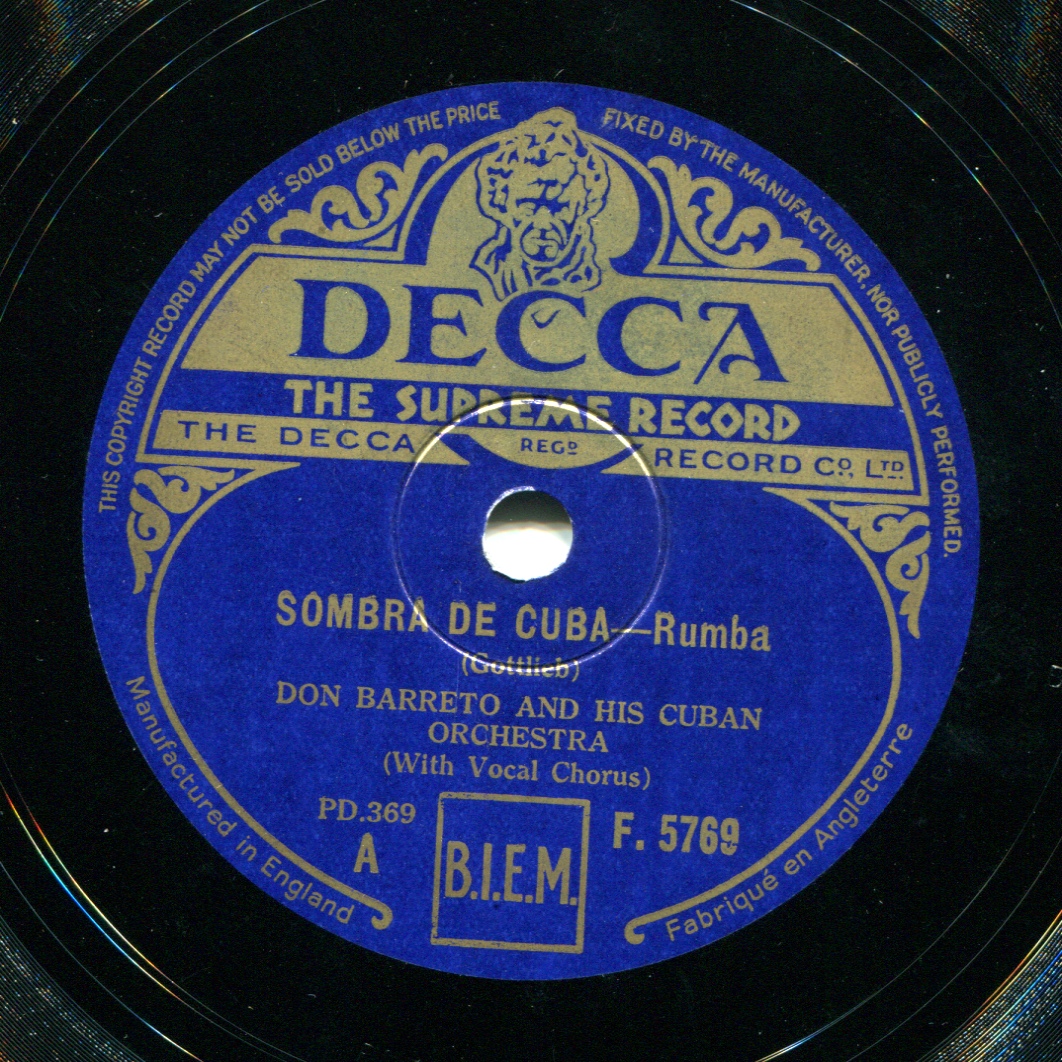 THIS COPYRIGHT RECORD MAY NOT BE SOLD BELOW THE PRICE FIXED BY THE MANUFACTURER, NOR PUBLICLY PERFORMED.
DECCA
THE SUPREME RECORD
THE DECCA REGD RECORD CO. LTD
SOMBRA DE CUBA—Rumba
(Gottlieb)
DON BARRETO AND HIS CUBAN
ORCHESTRA
(With Vocal Chorus)
PD.369
A
B.I.E.M.
F. 5769
Manufactured in England
Fabriqué en Angleterre